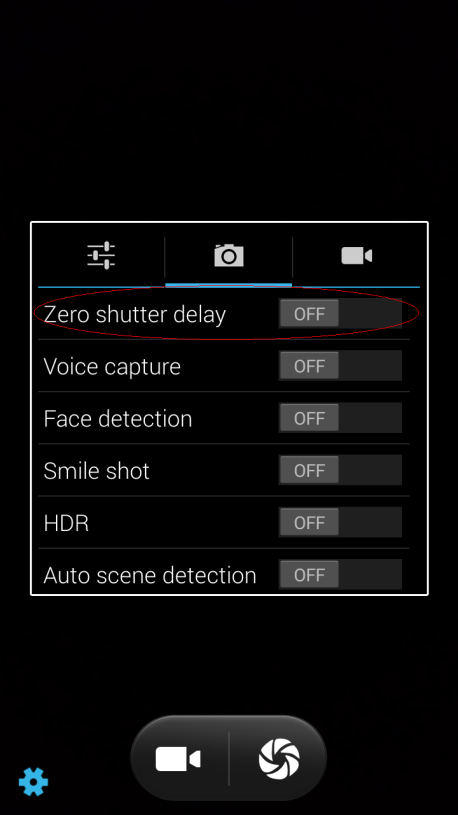 Zero shutter delay OFF
Voice capture OFF
Face detection OFF
Smile shot OFF
HDR OFF
Auto scene detection OFF